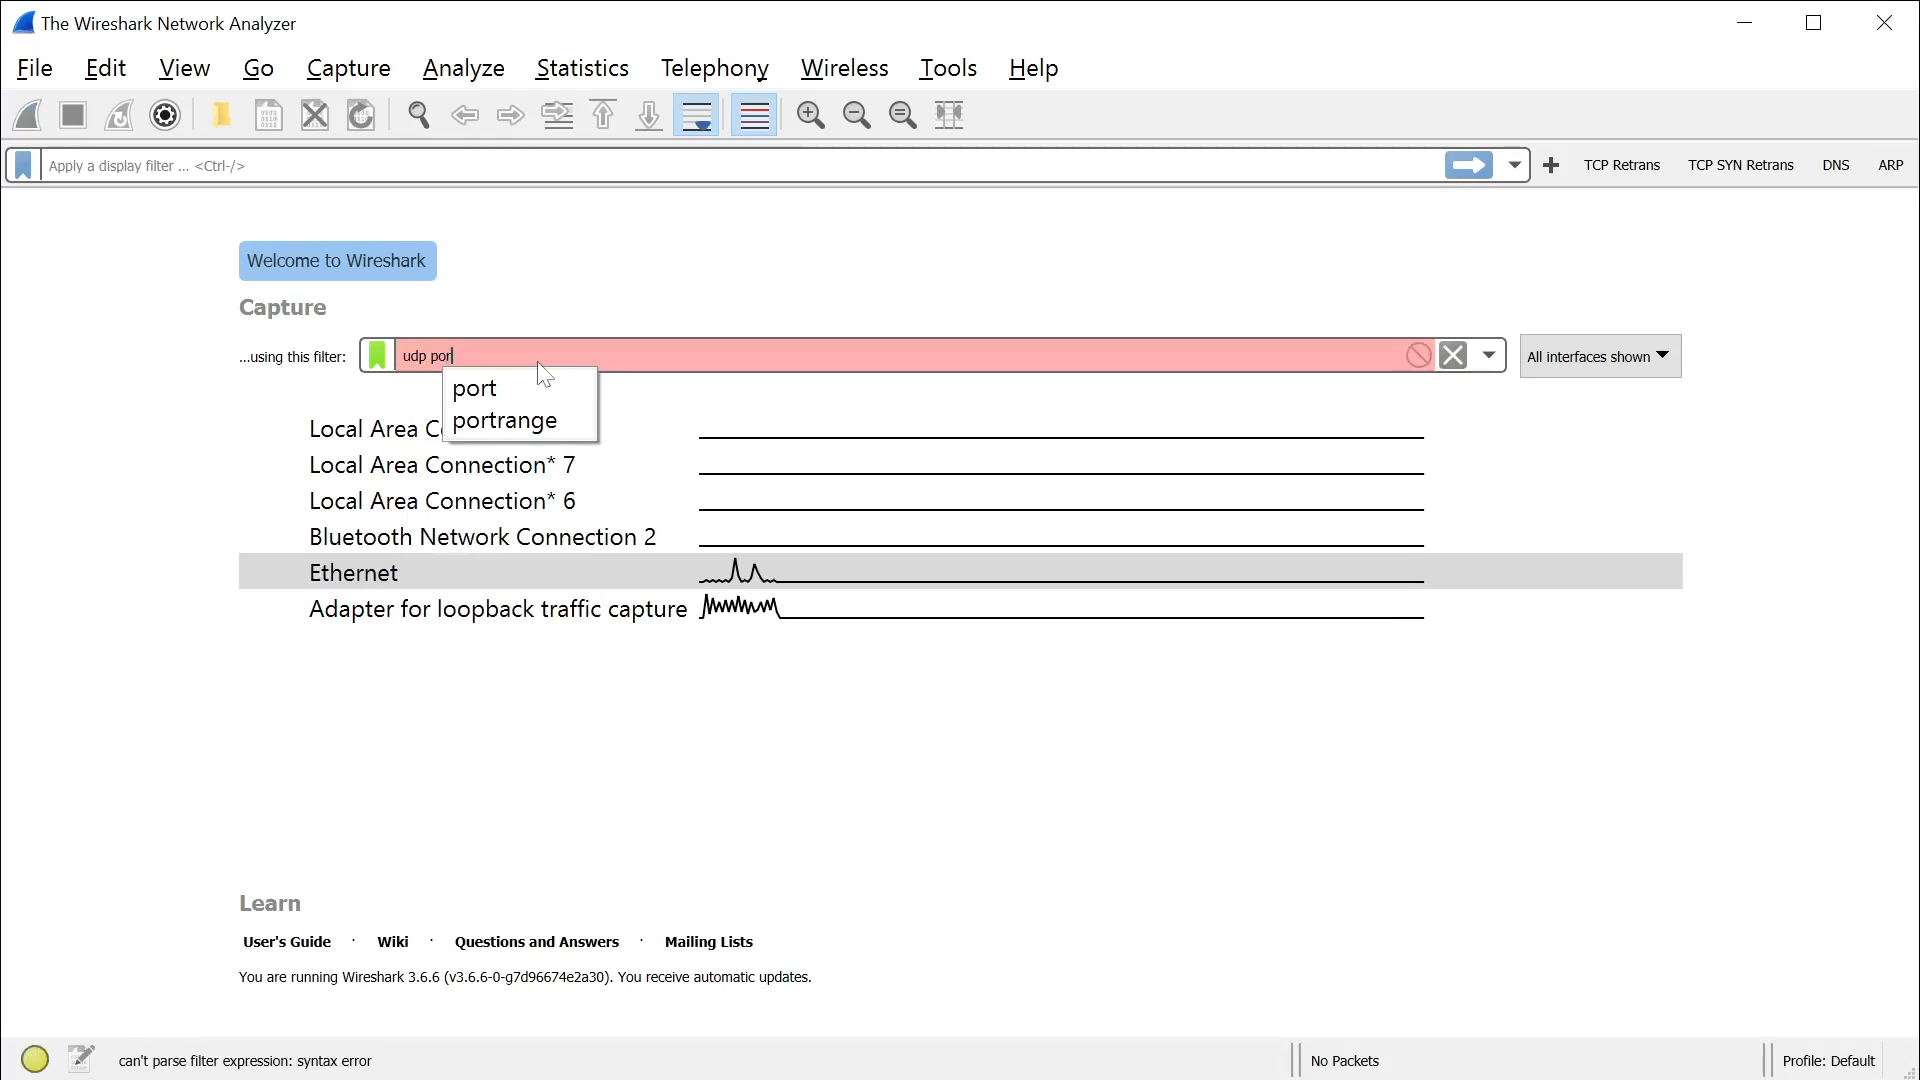 The Wireshark Network Analyzer
File Edit View Go Capture Analyze Statistics Telephony Wireless Tools Help
Apply a display filter ... <Ctrl-/>
TCP Retrans TCP SYN Retrans DNS ARP
Welcome to Wireshark
Capture
...using this filter: udp por All interfaces shown
port
portrange
Local Area C
Local Area Connection* 7
Local Area Connection* 6
Bluetooth Network Connection 2
Ethernet
Adapter for loopback traffic capture
Learn
User's Guide · Wiki · Questions and Answers · Mailing Lists
You are running Wireshark 3.6.6 (v3.6.6-0-g7d96674e2a30). You receive automatic updates.
can't parse filter expression: syntax error No Packets Profile: Default